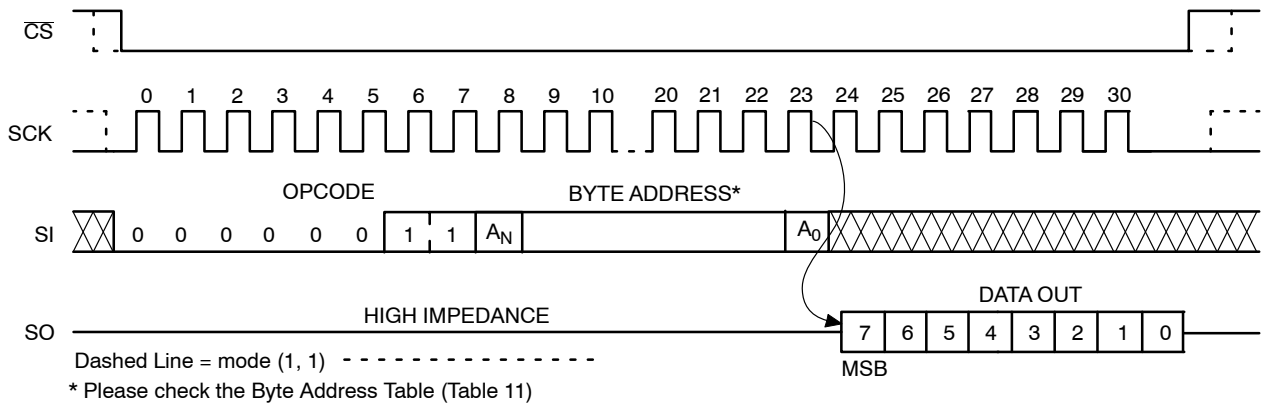 CS
0 1 2 3 4 5 6 7 8 9 10 20 21 22 23 24 25 26 27 28 29 30
SCK
OPCODE BYTE ADDRESS*
SI 0 0 0 0 0 0 1 1 AN A0
DATA OUT
HIGH IMPEDANCE
SO 7 6 5 4 3 2 1 0
Dashed Line = mode (1, 1) - - - - - - - - - - - - - - -
MSB
* Please check the Byte Address Table (Table 11)